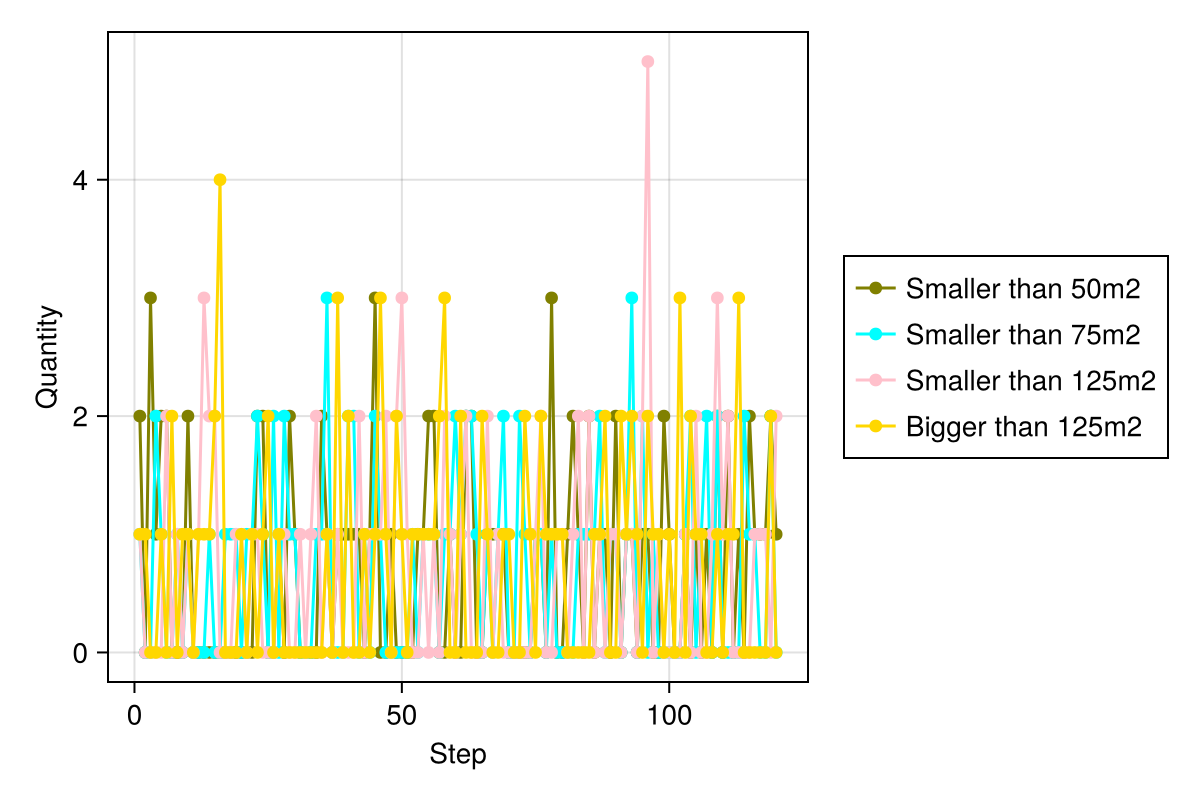 Quantity
4
2
0
0
50
100
Step
Smaller than 50m2
Smaller than 75m2
Smaller than 125m2
Bigger than 125m2